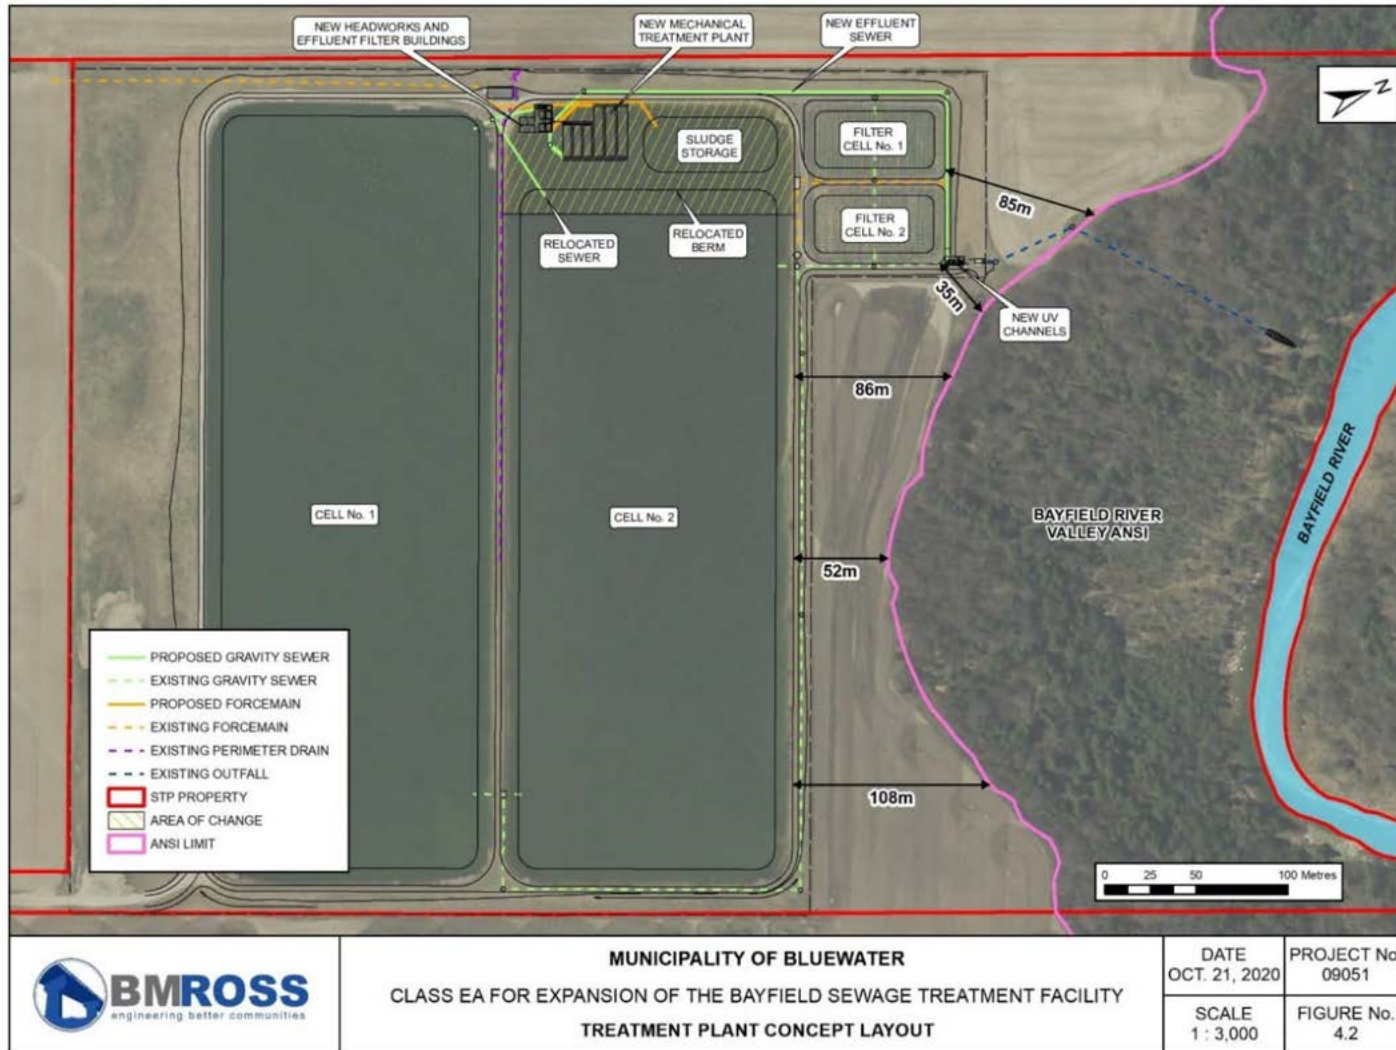 NEW HEADWORKS AND
EFFLUENT FILTER BUILDINGS
NEW MECHANICAL
TREATMENT PLANT
NEW EFFLUENT
SEWER
Z
SLUDGE
STORAGE
FILTER
CELL No. 1
FILTER
CELL No. 2
85m
RELOCATED
SEWER
RELOCATED
BERM
35m
NEW UV
CHANNELS
86m
CELL No. 1
CELL No. 2
BAYFIELD RIVER
VALLEY ANSI
BAYFIELD RIVER
52m
108m
PROPOSED GRAVITY SEWER
EXISTING GRAVITY SEWER
PROPOSED FORCEMAIN
EXISTING FORCEMAIN
EXISTING PERIMETER DRAIN
EXISTING OUTFALL
STP PROPERTY
AREA OF CHANGE
ANSI LIMIT
0 25 50 100 Metres
BMROSS
engineering better communities
MUNICIPALITY OF BLUEWATER
CLASS EA FOR EXPANSION OF THE BAYFIELD SEWAGE TREATMENT FACILITY
TREATMENT PLANT CONCEPT LAYOUT
DATE
OCT. 21, 2020
PROJECT No
09051
SCALE
1 : 3,000
FIGURE No.
4.2